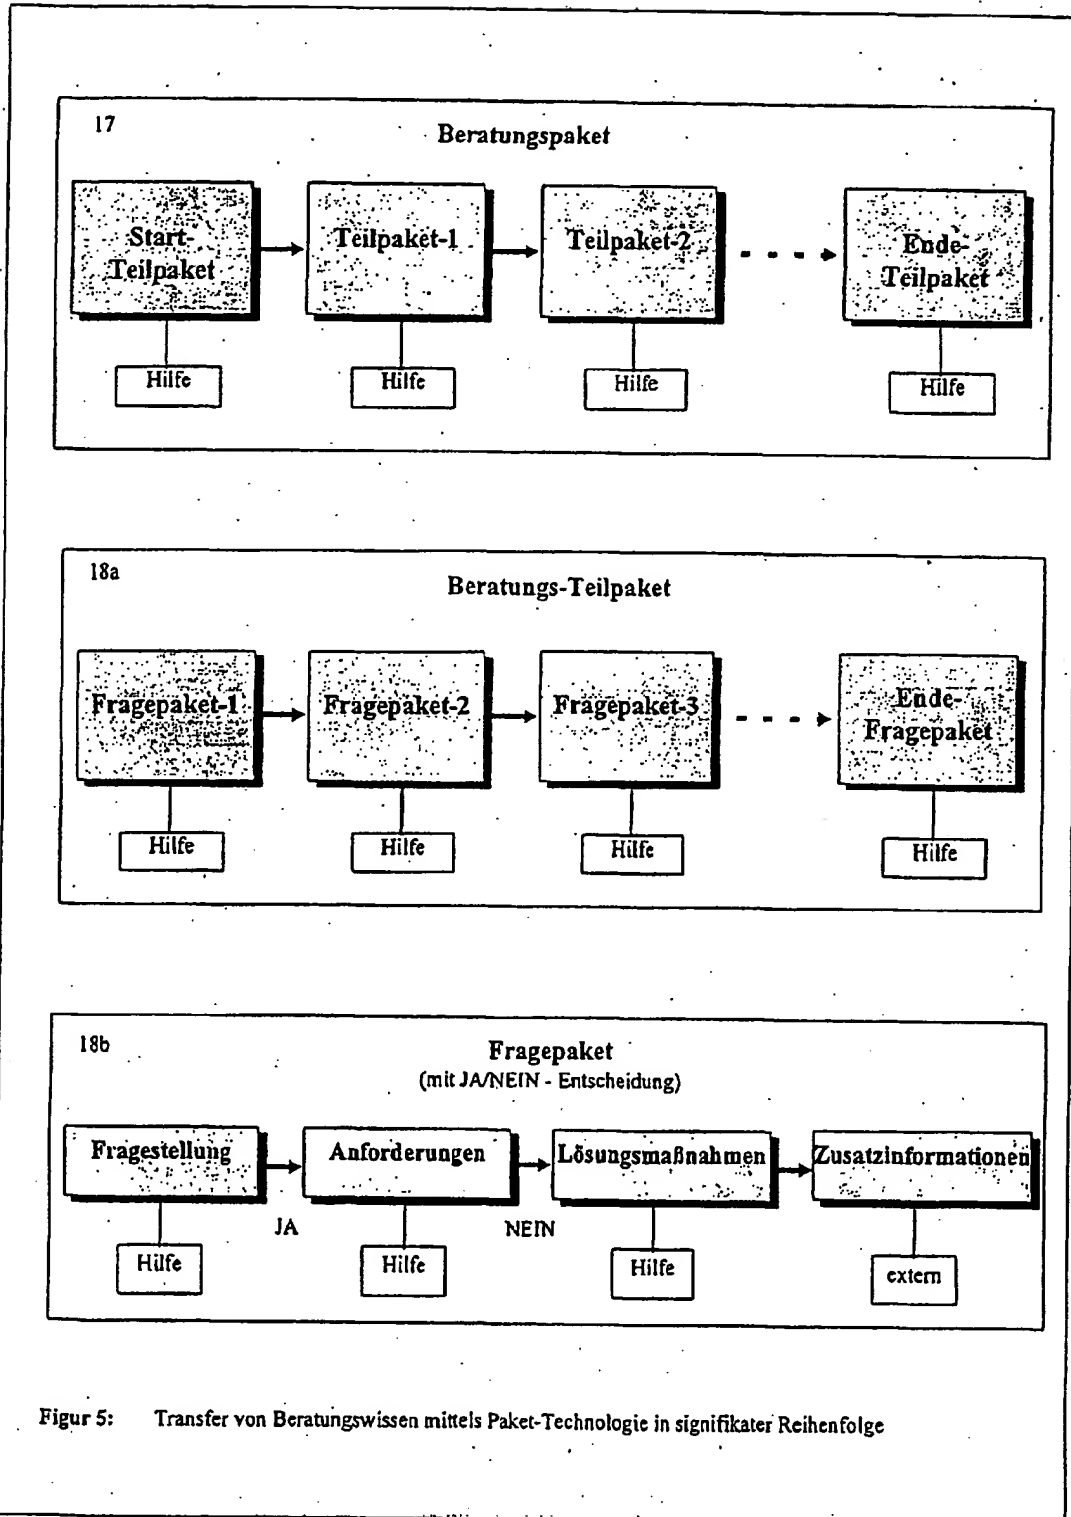 17
Beratungspaket
Start-
Teilpaket
Teilpaket-1
Teilpaket-2
Ende-
Teilpaket
Hilfe
Hilfe
Hilfe
Hilfe
18a
Beratungs-Teilpaket
Fragepaket-1
Fragepaket-2
Fragepaket-3
Ende-
Fragepaket
Hilfe
Hilfe
Hilfe
Hilfe
18b
Fragepaket
(mit JA/NEIN - Entscheidung)
Fragestellung
Anforderungen
Lösungsmaßnahmen
Zusatzinformationen
JA
NEIN
Hilfe
Hilfe
Hilfe
extern
Figur 5: Transfer von Beratungswissen mittels Paket-Technologie in signifikater Reihenfolge